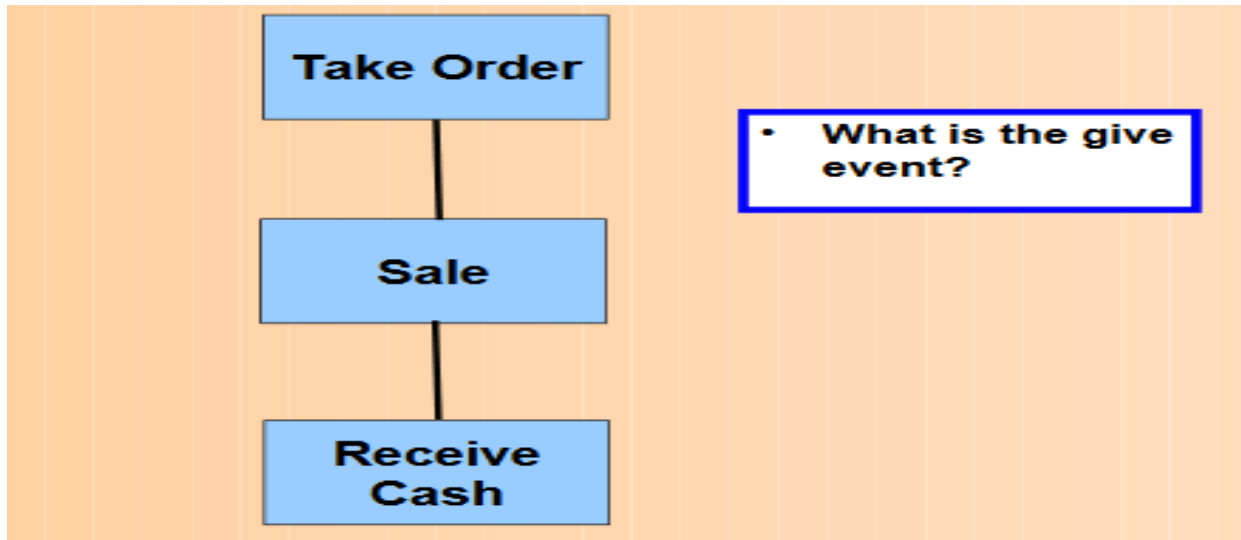 Take Order
• What is the give
event?
Sale
Receive
Cash